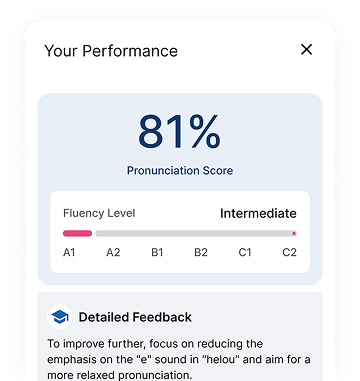 Your Performance
81%
Pronunciation Score
Fluency Level Intermediate
A1 A2 B1 B2 C1 C2
Detailed Feedback
To improve further, focus on reducing the
emphasis on the "e" sound in "helou" and aim for a
more relaxed pronunciation.